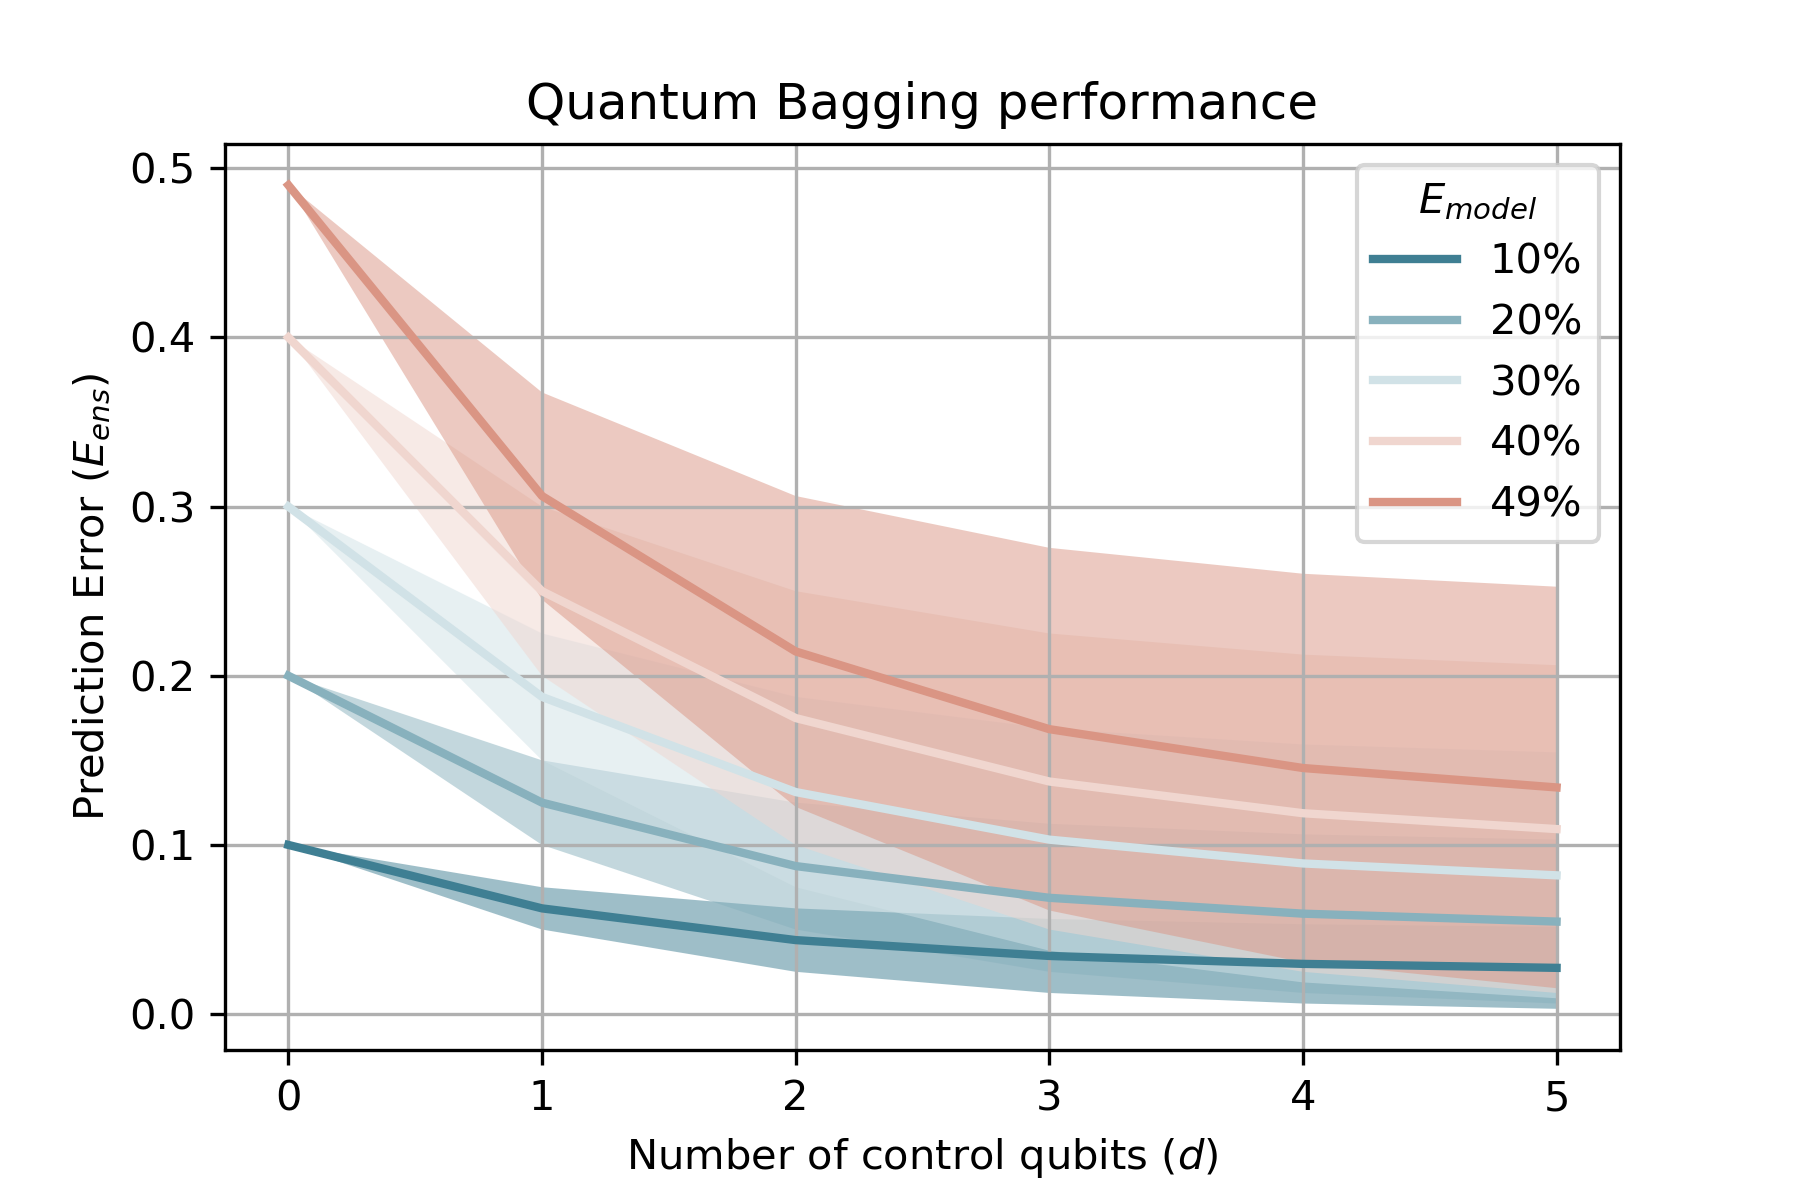 Quantum Bagging performance
0.5
0.4
0.3
0.2
0.1
0.0
Prediction Error (E_ens)
E_model
10%
20%
30%
40%
49%
0 1 2 3 4 5
Number of control qubits (d)